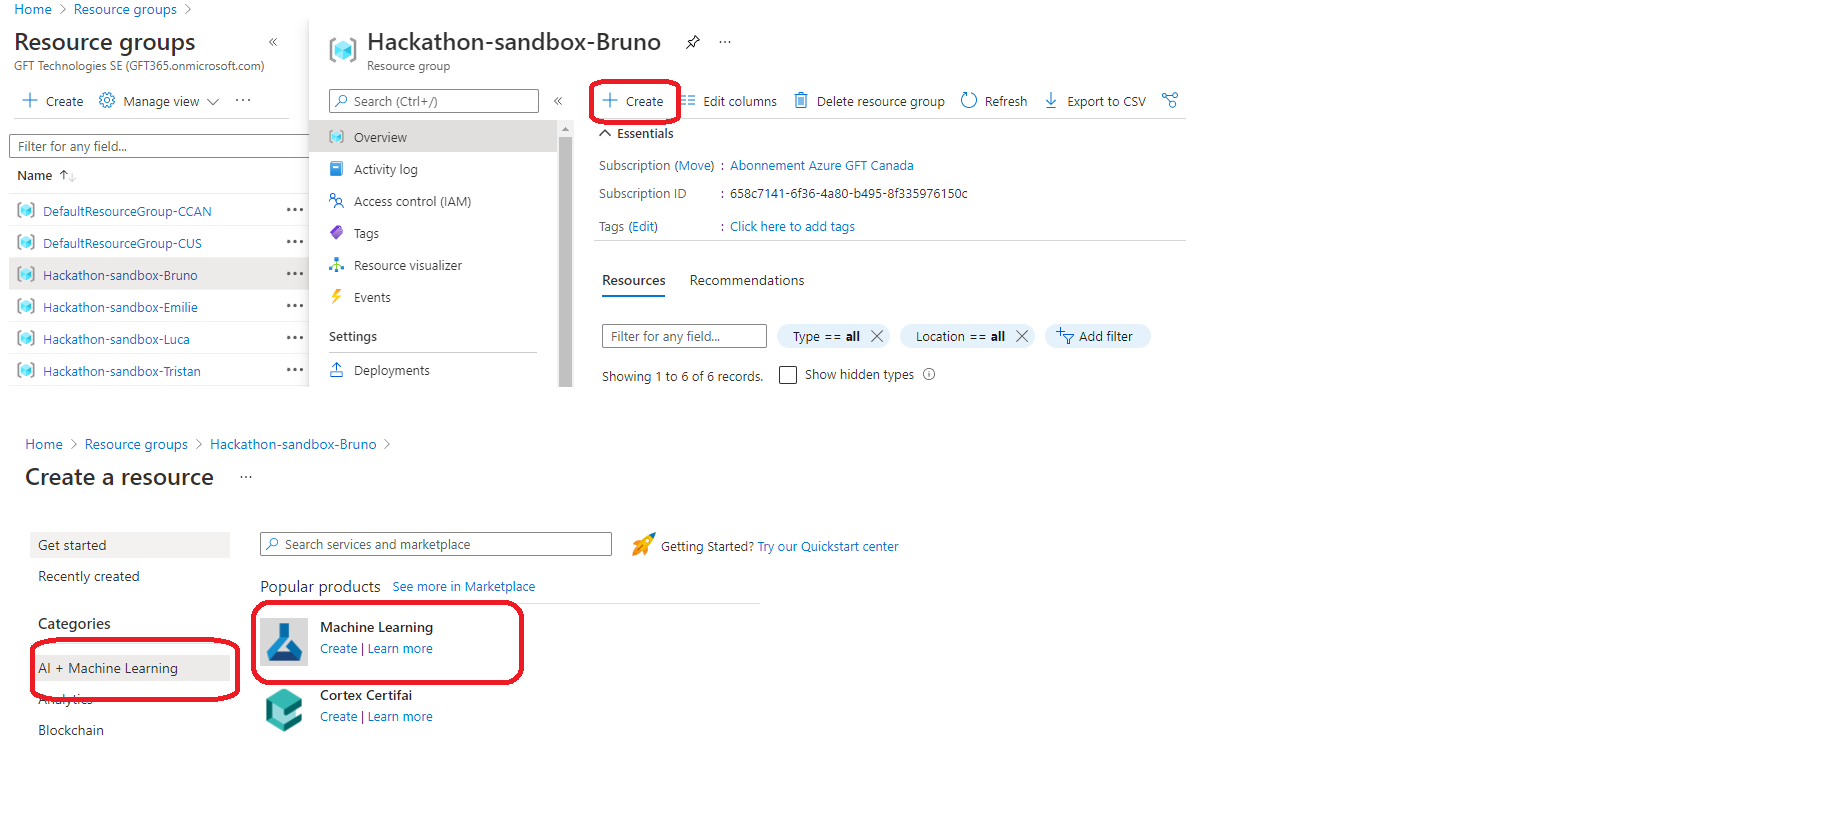 Home > Resource groups >
Resource groups «
GFT Technologies SE (GFT365.onmicrosoft.com)
+ Create Manage view ···
Filter for any field...
Name ↑↓
DefaultResourceGroup-CCAN ···
DefaultResourceGroup-CUS ···
Hackathon-sandbox-Bruno ···
Hackathon-sandbox-Emilie ···
Hackathon-sandbox-Luca ···
Hackathon-sandbox-Tristan ···
Hackathon-sandbox-Bruno ···
Resource group
Search (Ctrl+/) «
Overview
Activity log
Access control (IAM)
Tags
Resource visualizer
Events
Settings
Deployments
+ Create Edit columns Delete resource group Refresh Export to CSV
Essentials
Subscription (Move) : Abonnement Azure GFT Canada
Subscription ID : 658c7141-6f36-4a80-b495-8f335976150c
Tags (Edit) : Click here to add tags
Resources Recommendations
Filter for any field... Type == all Location == all Add filter
Showing 1 to 6 of 6 records. Show hidden types
Home > Resource groups > Hackathon-sandbox-Bruno >
Create a resource ···
Get started
Recently created
Categories
AI + Machine Learning
Analytics
Blockchain
Search services and marketplace
Getting Started? Try our Quickstart center
Popular products See more in Marketplace
Machine Learning
Create | Learn more
Cortex Certifai
Create | Learn more